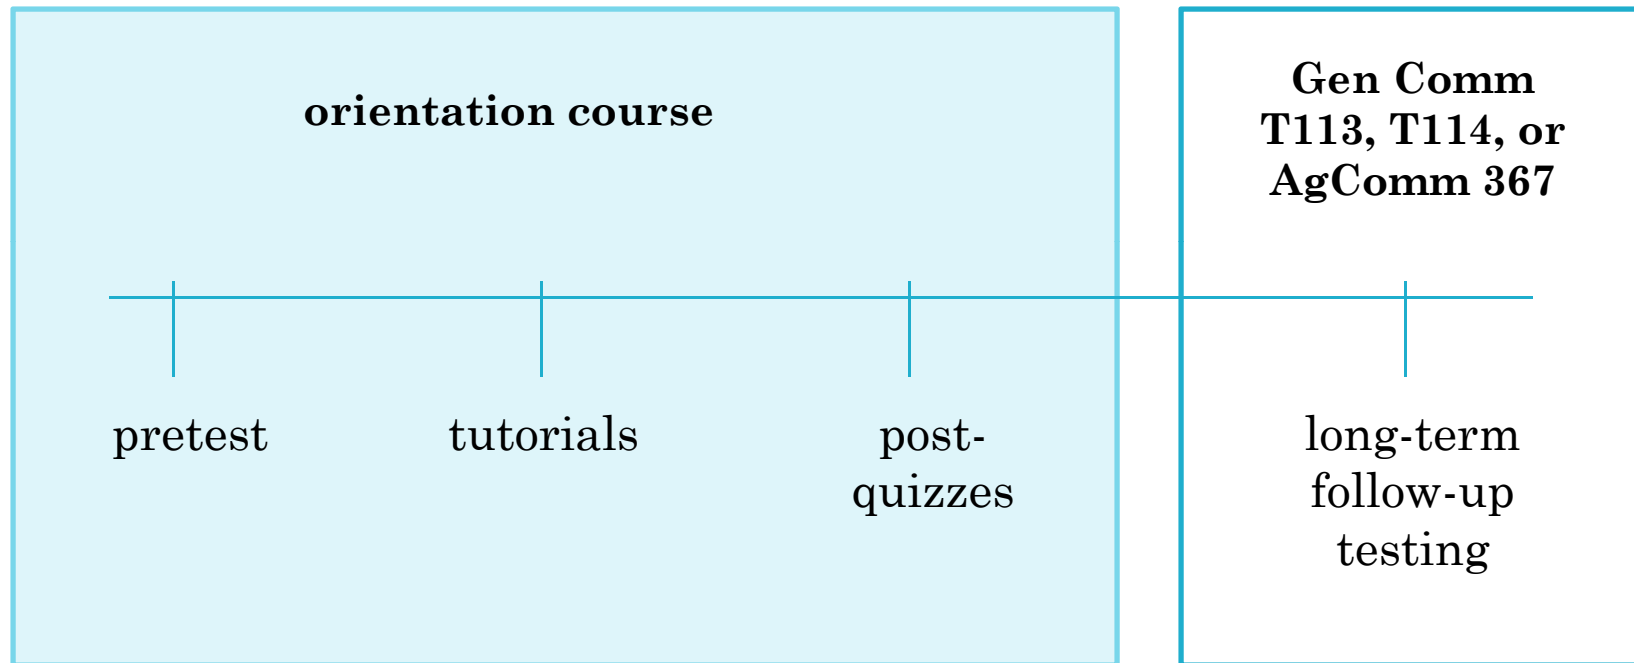 orientation course
Gen Comm
T113, T114, or
AgComm 367
pretest
tutorials
post-
quizzes
long-term
follow-up
testing